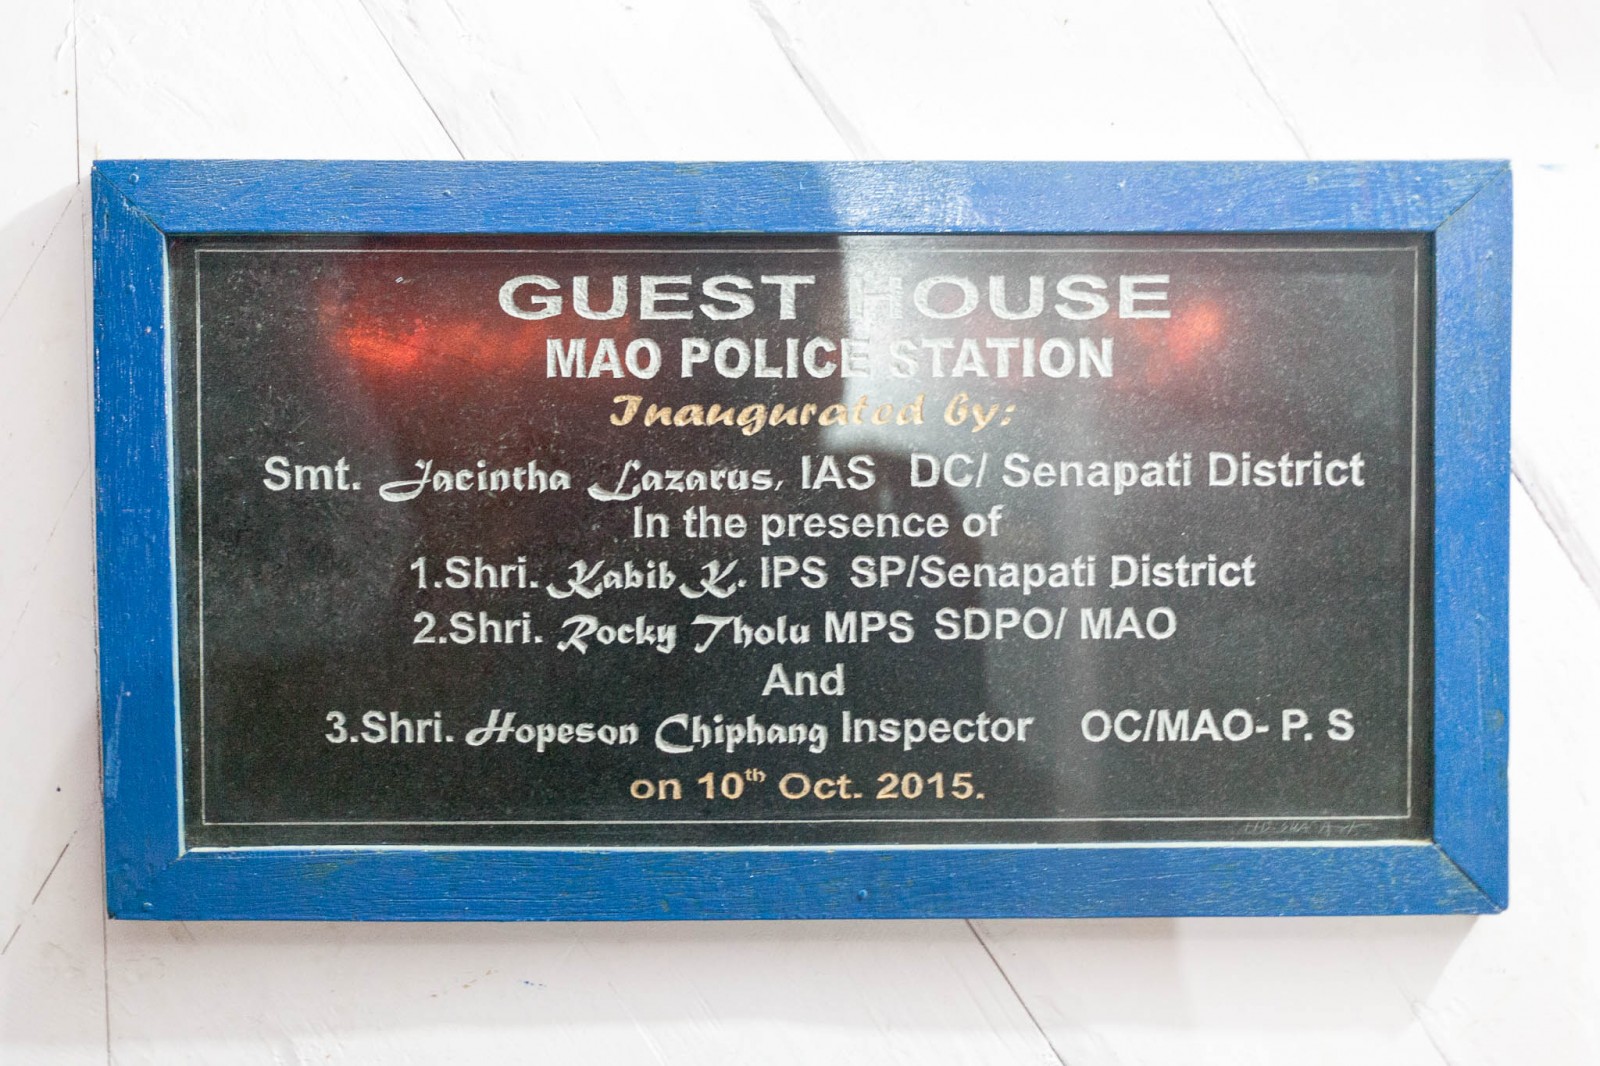 GUEST HOUSE
MAO POLICE STATION
Inaugurated by:
Smt. Jacintha Lazarus, IAS DC/ Senapati District
In the presence of
1.Shri. Kabib K. IPS SP/Senapati District
2.Shri. Rocky Tholu MPS SDPO/ MAO
And
3.Shri. Hopeson Chiphang Inspector OC/MAO- P. S
on 10th Oct. 2015.